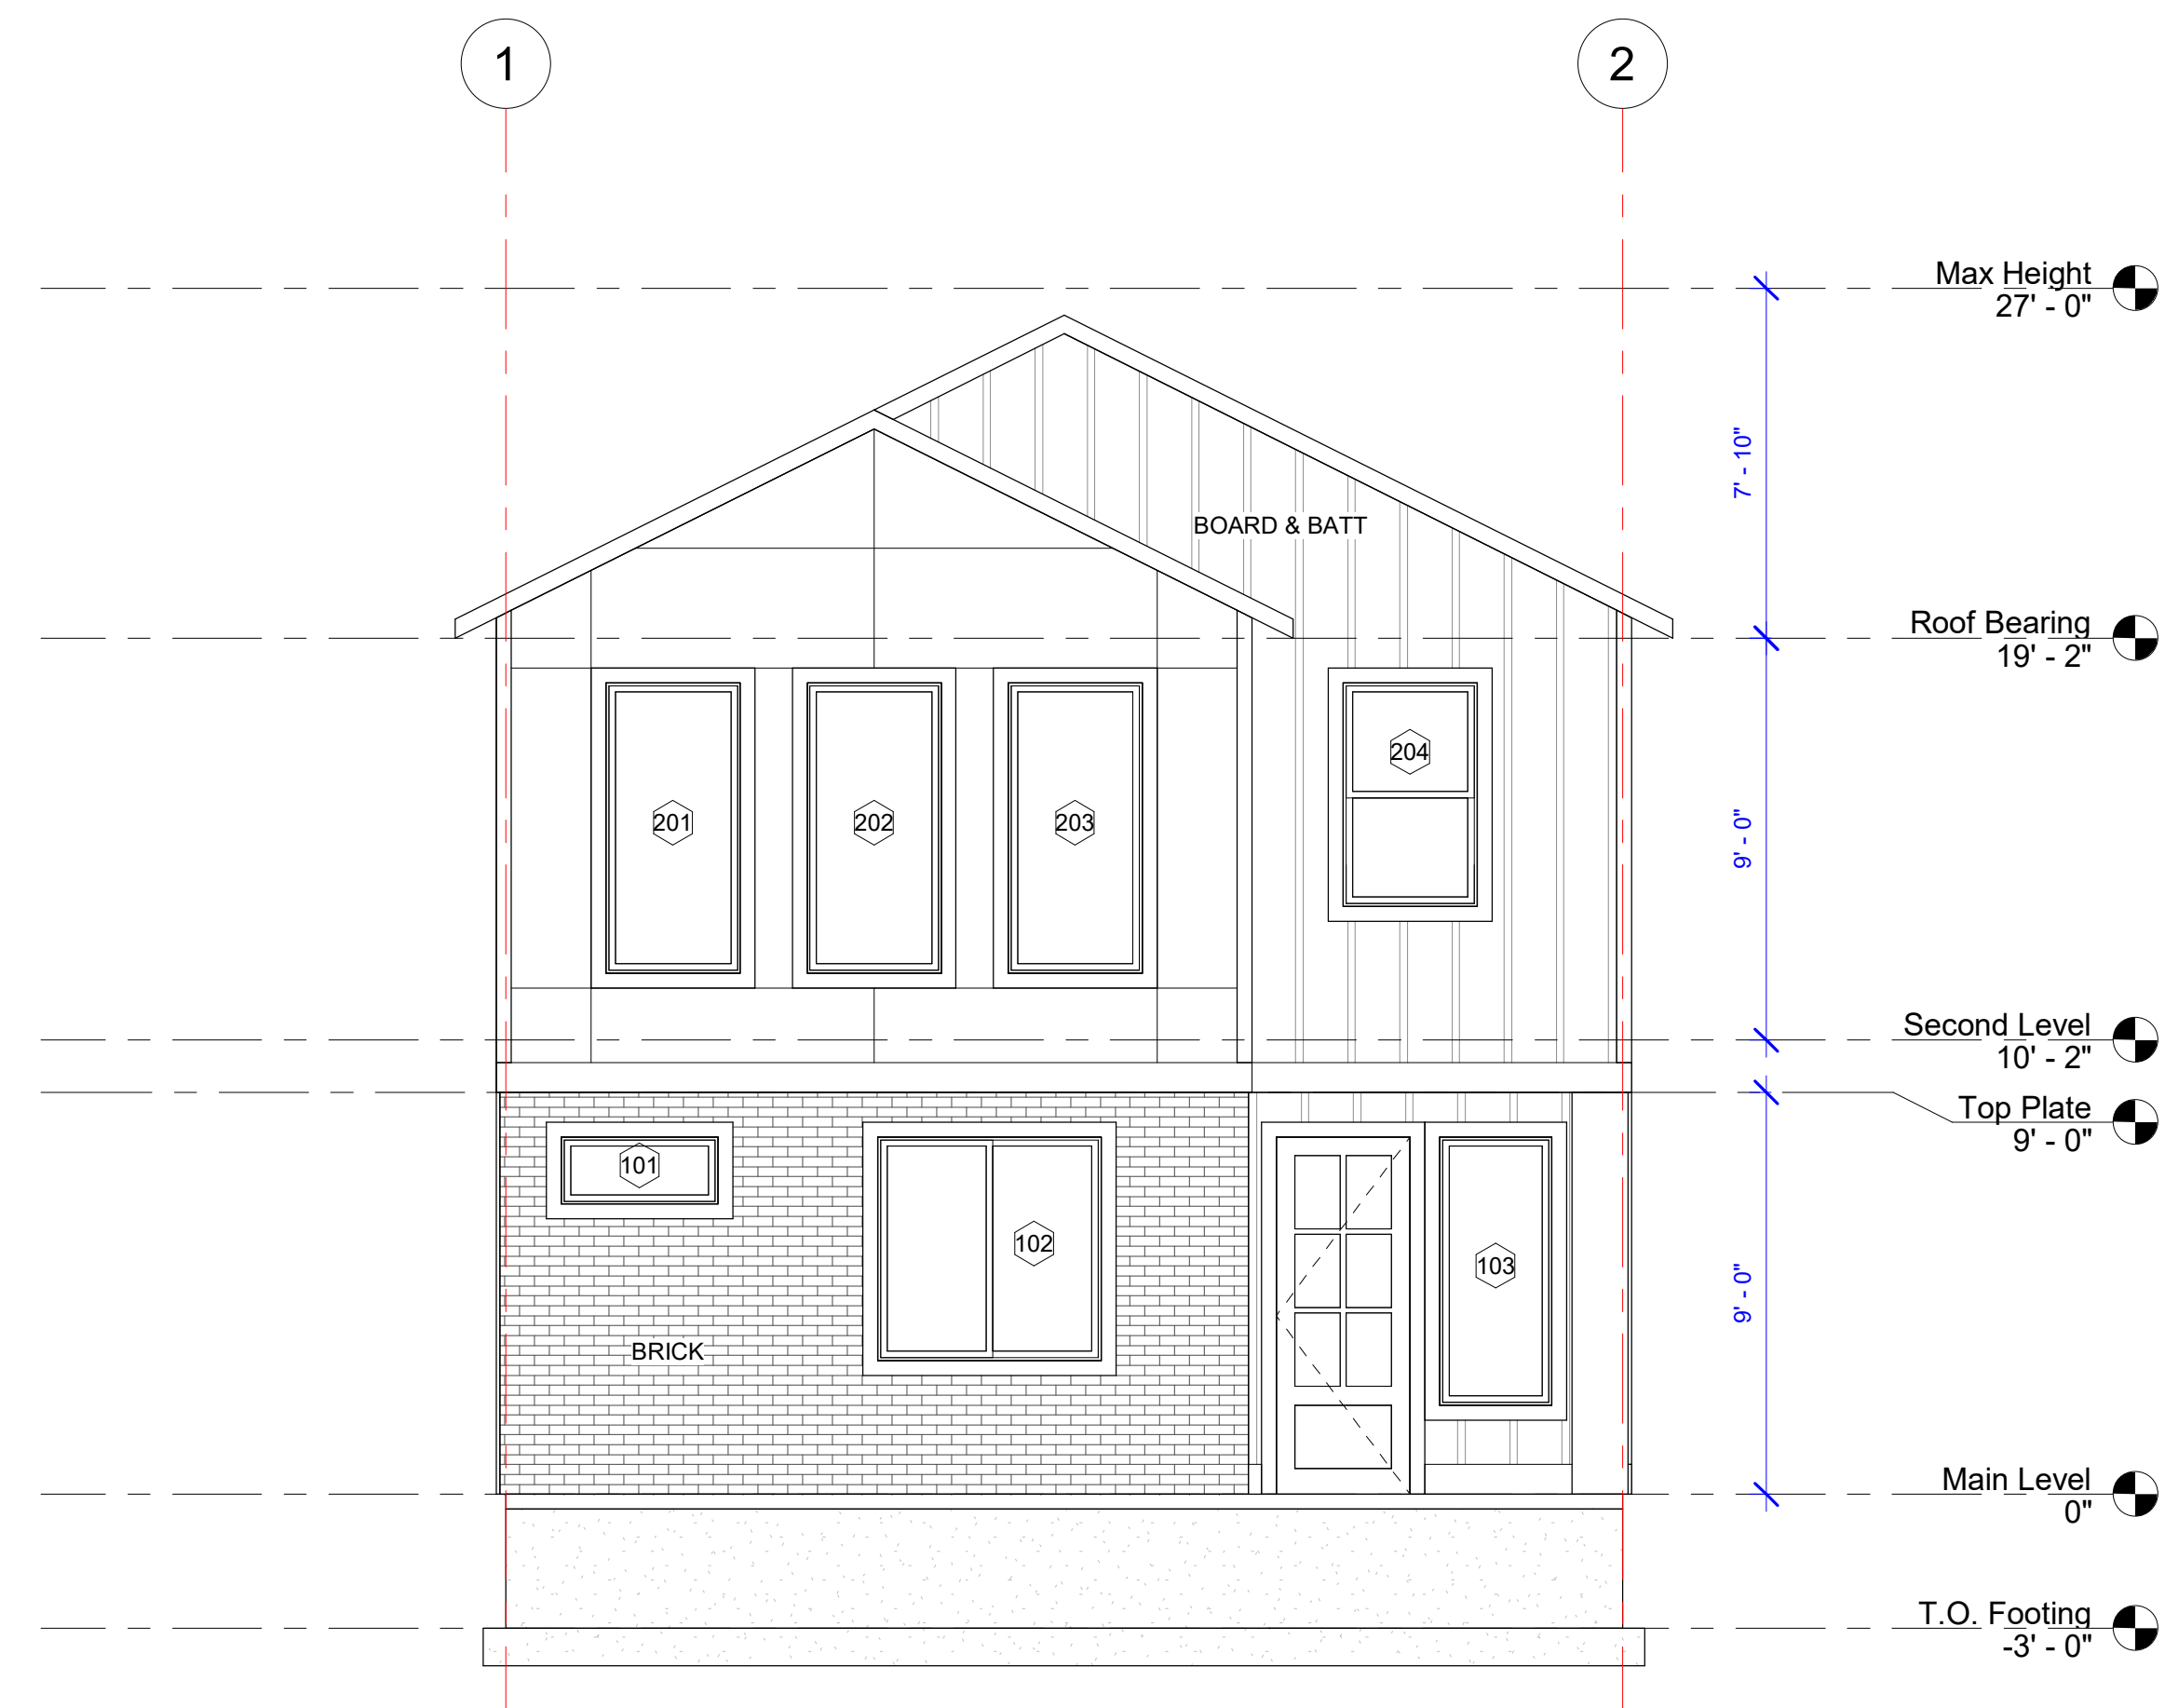 1
2
Max Height
27' - 0"
7' - 10"
BOARD & BATT
Roof Bearing
19' - 2"
204
201
202
203
9' - 0"
Second Level
10' - 2"
Top Plate
9' - 0"
101
102
103
9' - 0"
BRICK
Main Level
0"
T.O. Footing
-3' - 0"